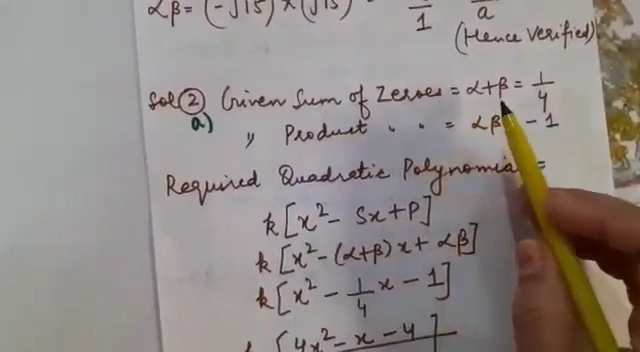 αβ = (-√15) × (√15)
1 a
(Hence Verified)
Sol ② Given Sum of Zeroes = α+β = 1/4
a) " Product " " = αβ - 1
Required Quadratic Polynomial =
k[x² - Sx + P]
k[x² - (α+β)x + αβ]
k[x² - 1/4 x - 1]
[4x² - x - 4]